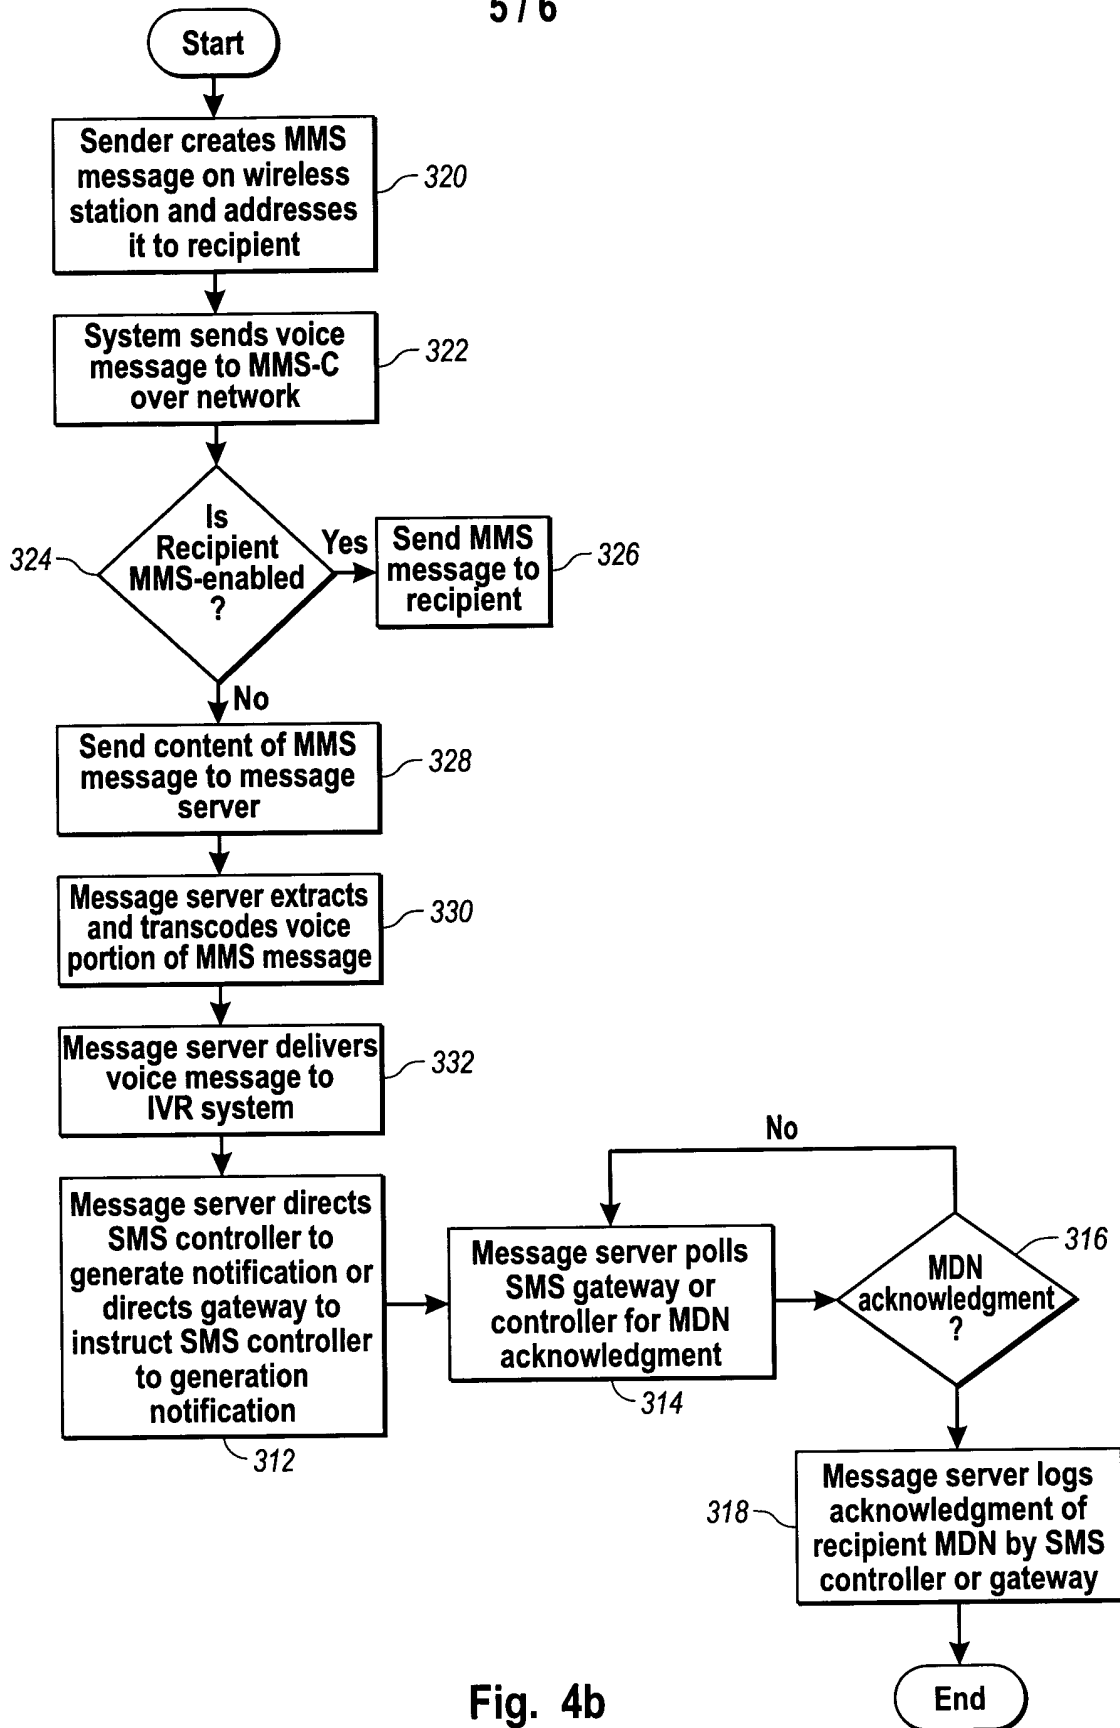 5 / 6
Start
Sender creates MMS
message on wireless
station and addresses
it to recipient
320
System sends voice
message to MMS-C
over network
322
Is
Recipient
MMS-enabled
?
324
Yes
Send MMS
message to
recipient
326
No
Send content of MMS
message to message
server
328
Message server extracts
and transcodes voice
portion of MMS message
330
Message server delivers
voice message to
IVR system
332
Message server directs
SMS controller to
generate notification or
directs gateway to
instruct SMS controller
to generation
notification
312
Message server polls
SMS gateway or
controller for MDN
acknowledgment
314
No
MDN
acknowledgment
?
316
Message server logs
acknowledgment of
recipient MDN by SMS
controller or gateway
318
End
Fig. 4b